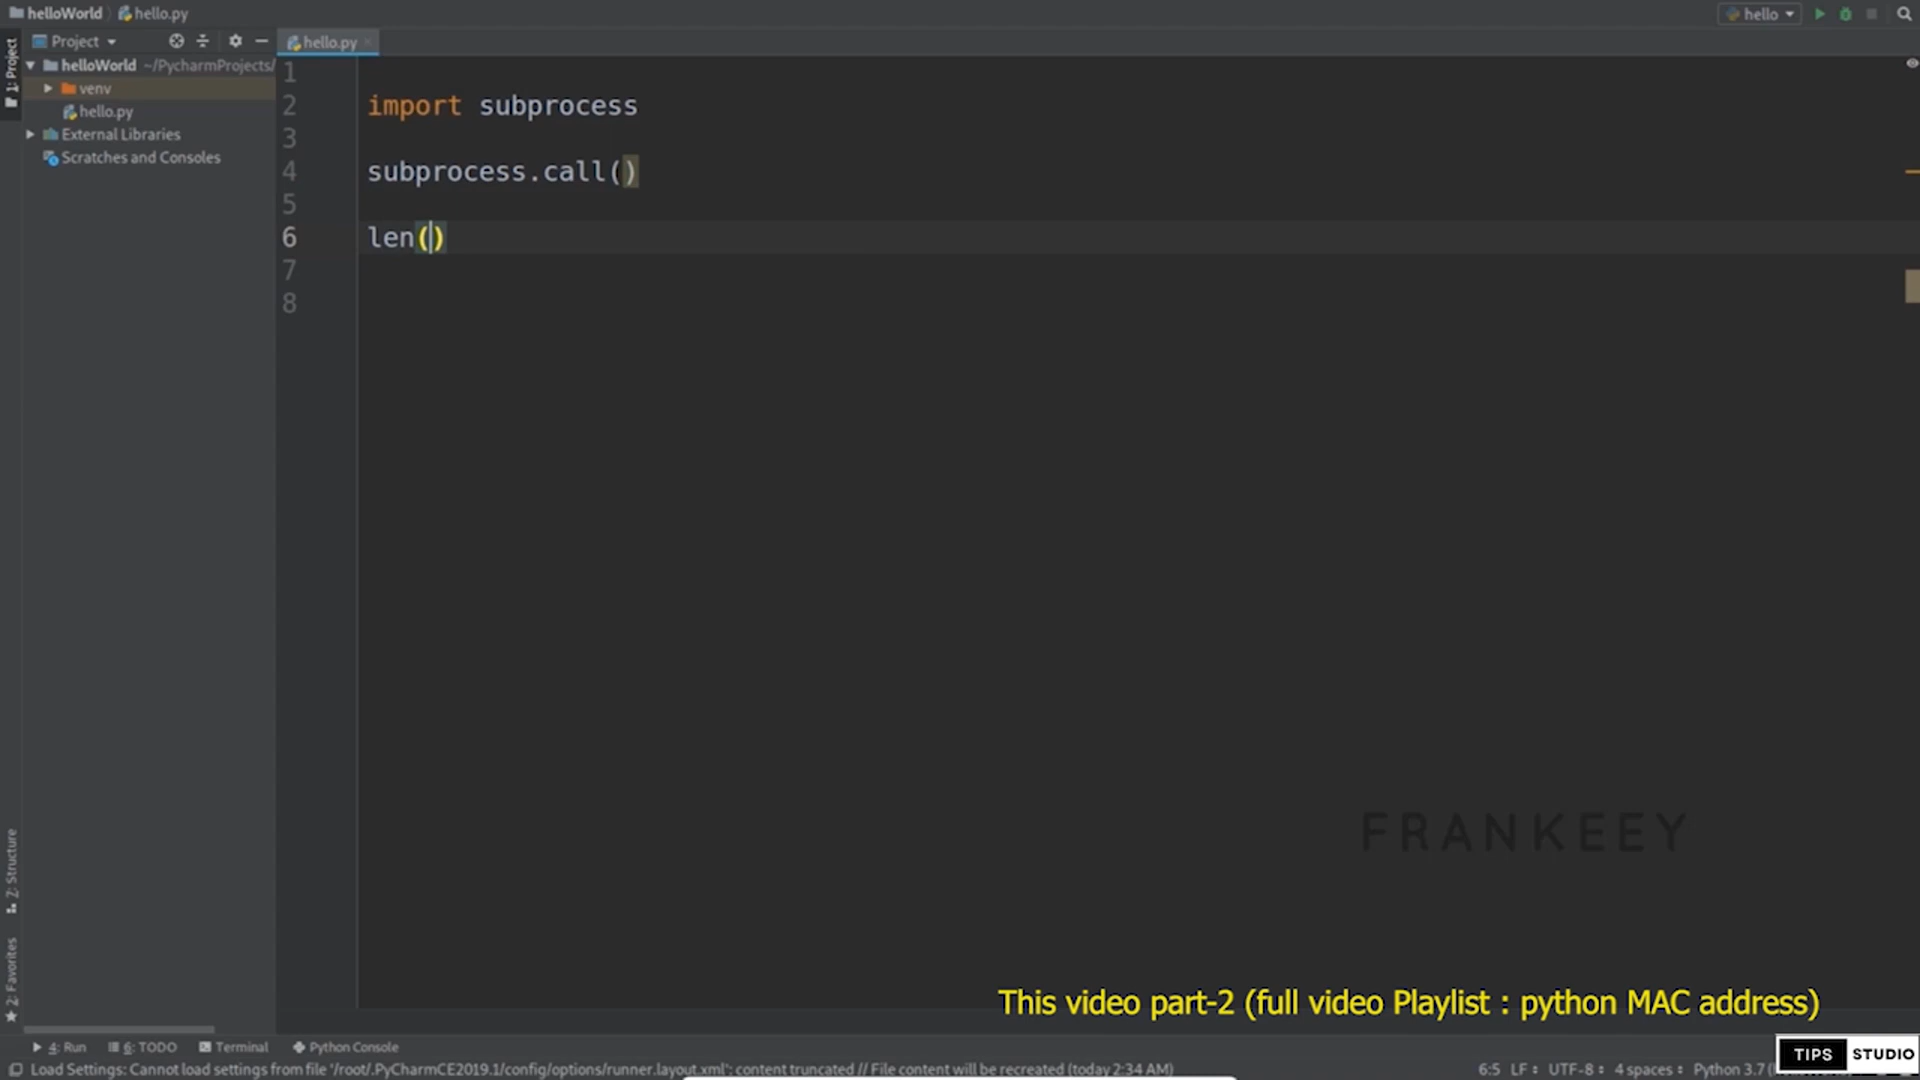 helloWorld hello.py
hello
1: Project
Project
hello.py
helloWorld ~/PycharmProjects/
venv
hello.py
External Libraries
Scratches and Consoles
1
2 import subprocess
3
4 subprocess.call()
5
6 len()
7
8
FRANKEEY
Z: Structure
2: Favorites
This video part-2 (full video Playlist : python MAC address)
4: Run 6: TODO Terminal Python Console
TIPS STUDIO
Load Settings: Cannot load settings from file '/root/.PyCharmCE2019.1/config/options/runner.layout.xml': content truncated // File content will be recreated (today 2:34 AM) 6:5 LF UTF-8 4 spaces Python 3.7